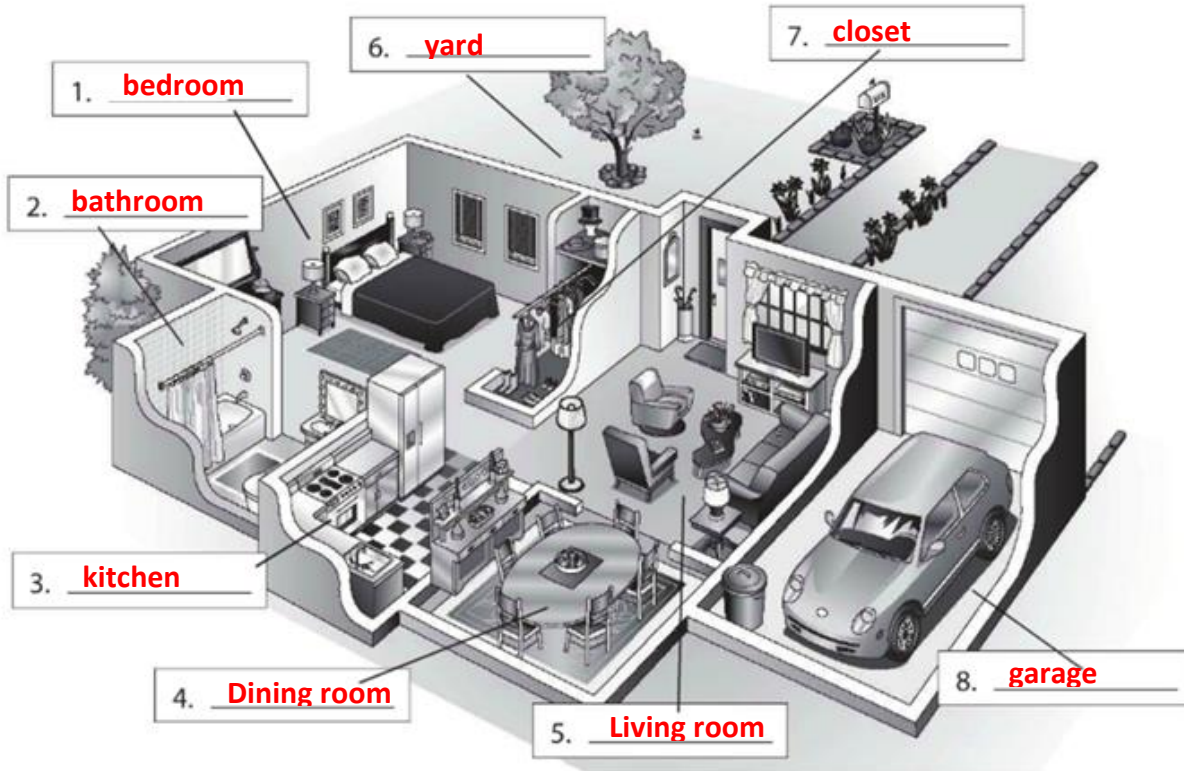 1. bedroom
2. bathroom
3. kitchen
4. Dining room
5. Living room
6. yard
7. closet
8. garage